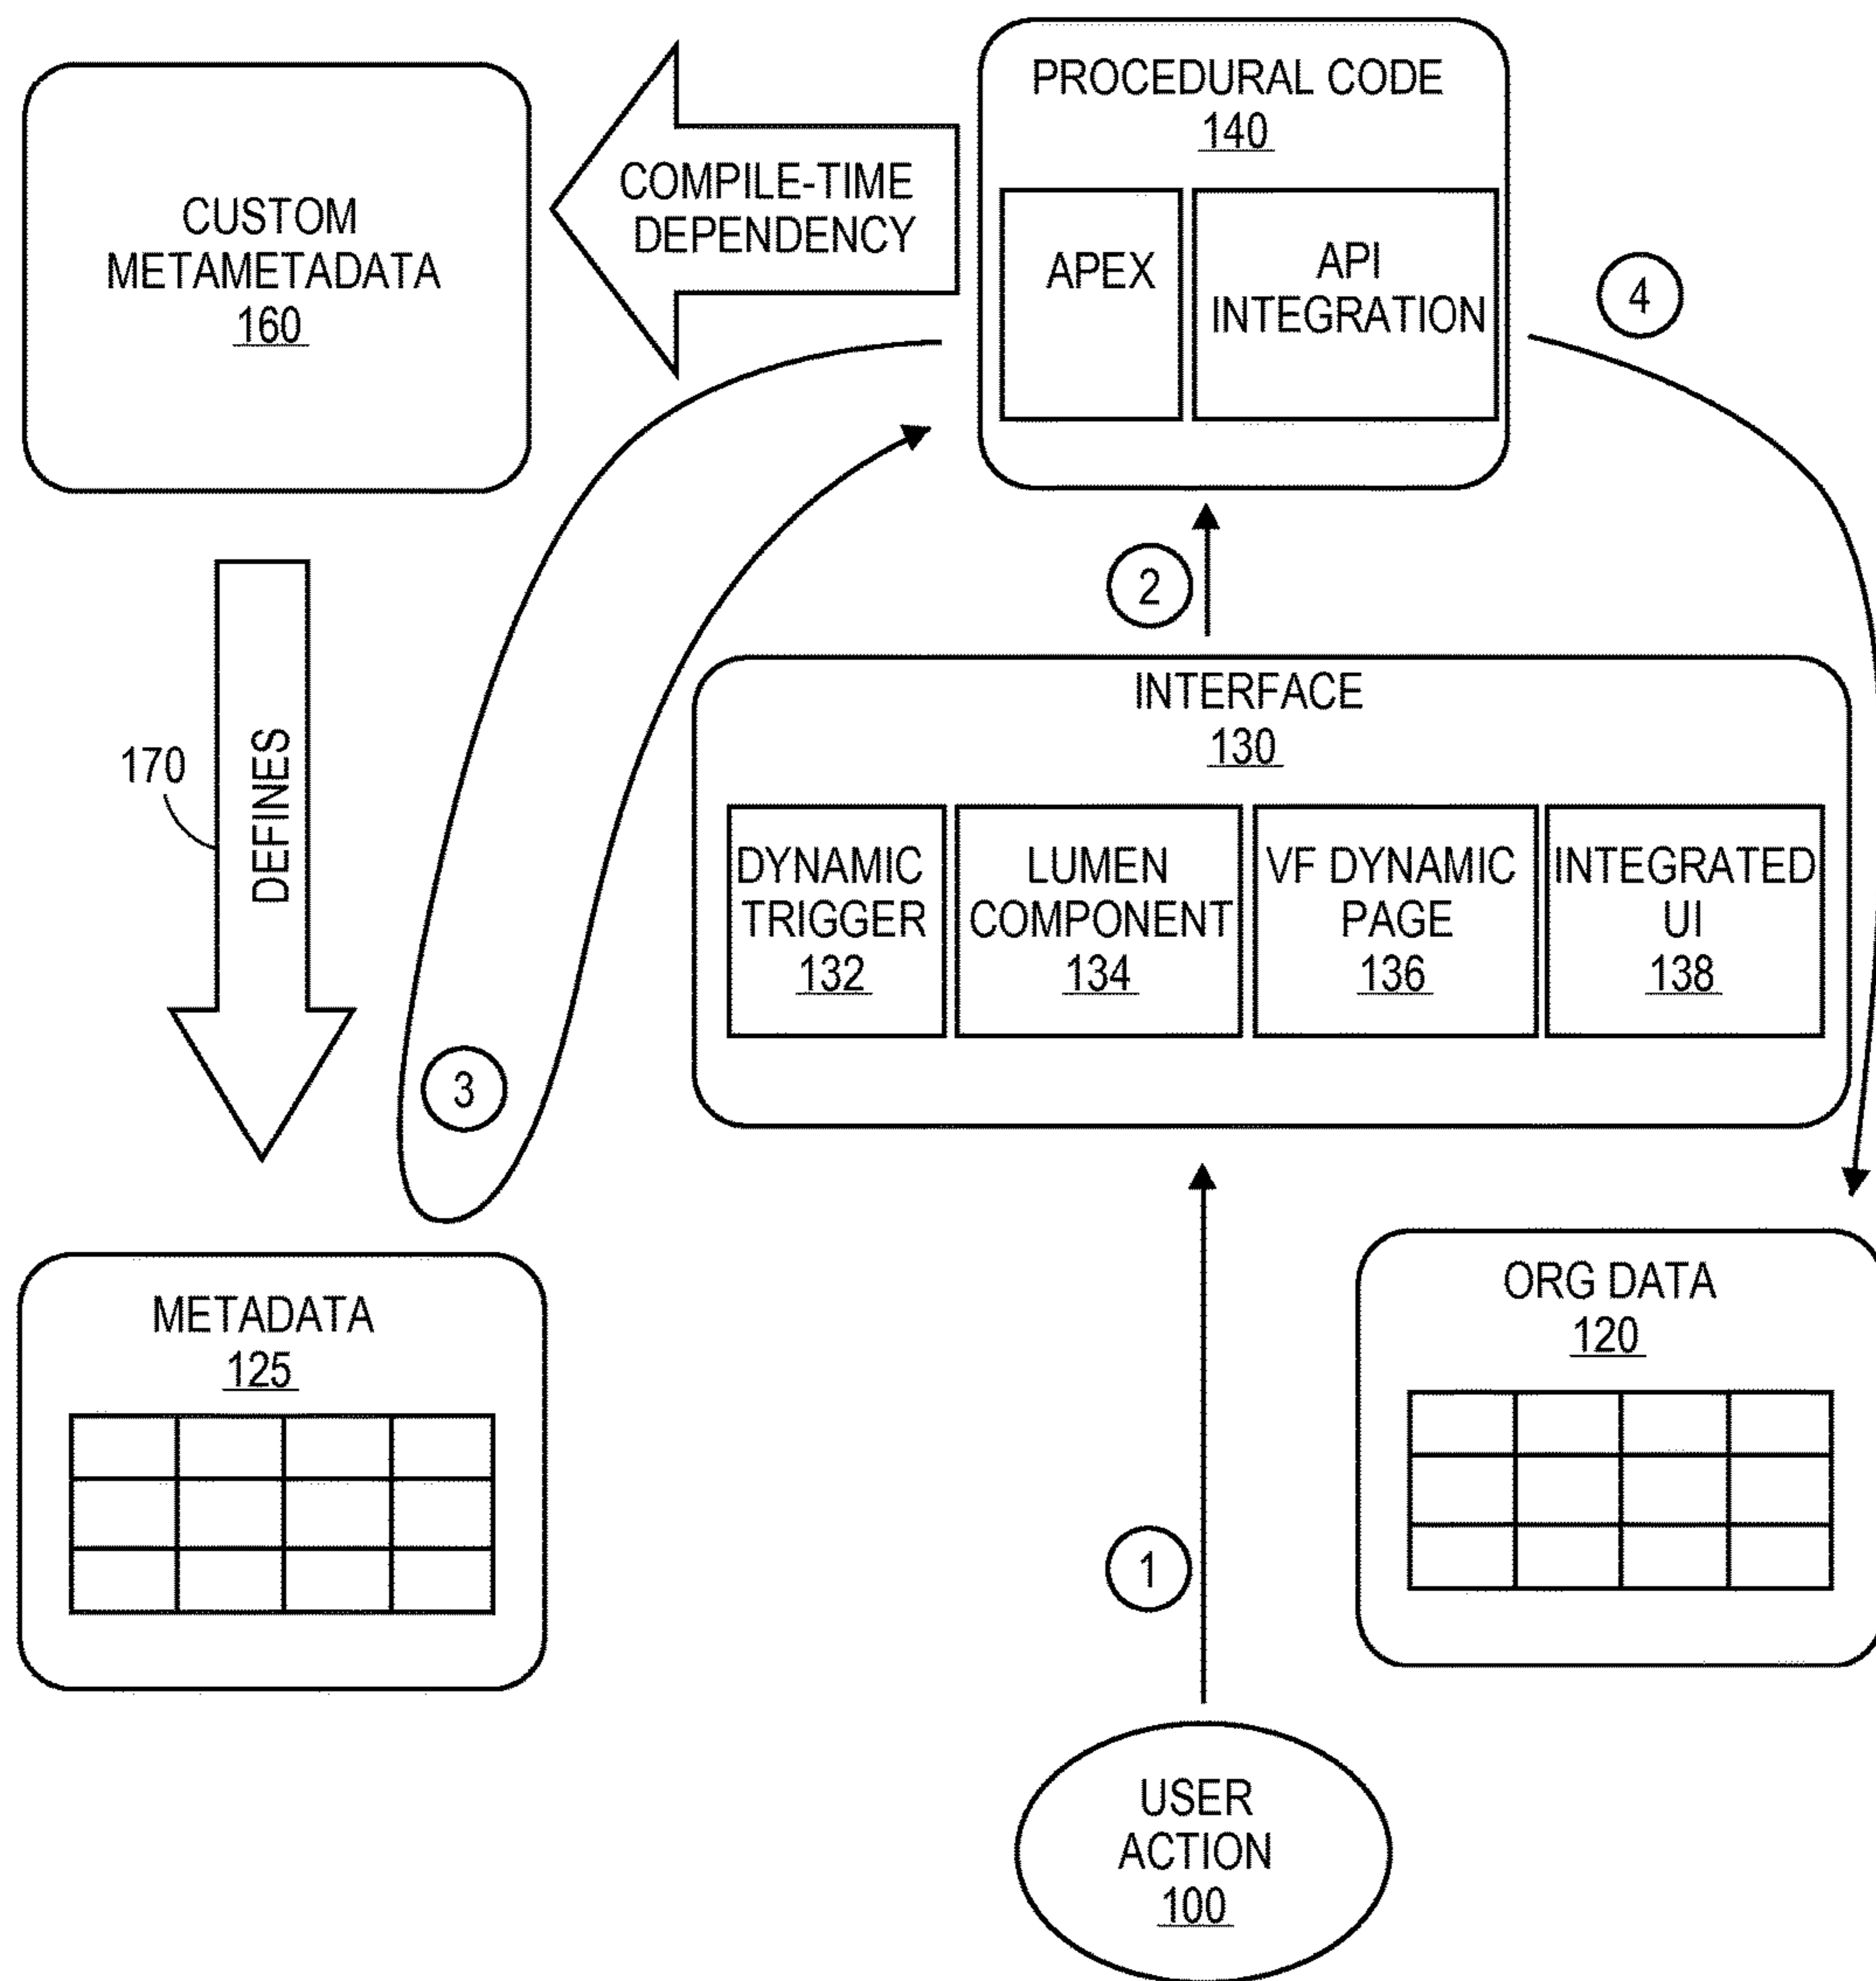 PROCEDURAL CODE
140
APEX
API
INTEGRATION
COMPILE-TIME
DEPENDENCY
CUSTOM
METAMETADATA
160
4
2
170
DEFINES
INTERFACE
130
DYNAMIC
TRIGGER
132
LUMEN
COMPONENT
134
VF DYNAMIC
PAGE
136
INTEGRATED
UI
138
3
METADATA
125
ORG DATA
120
1
USER
ACTION
100